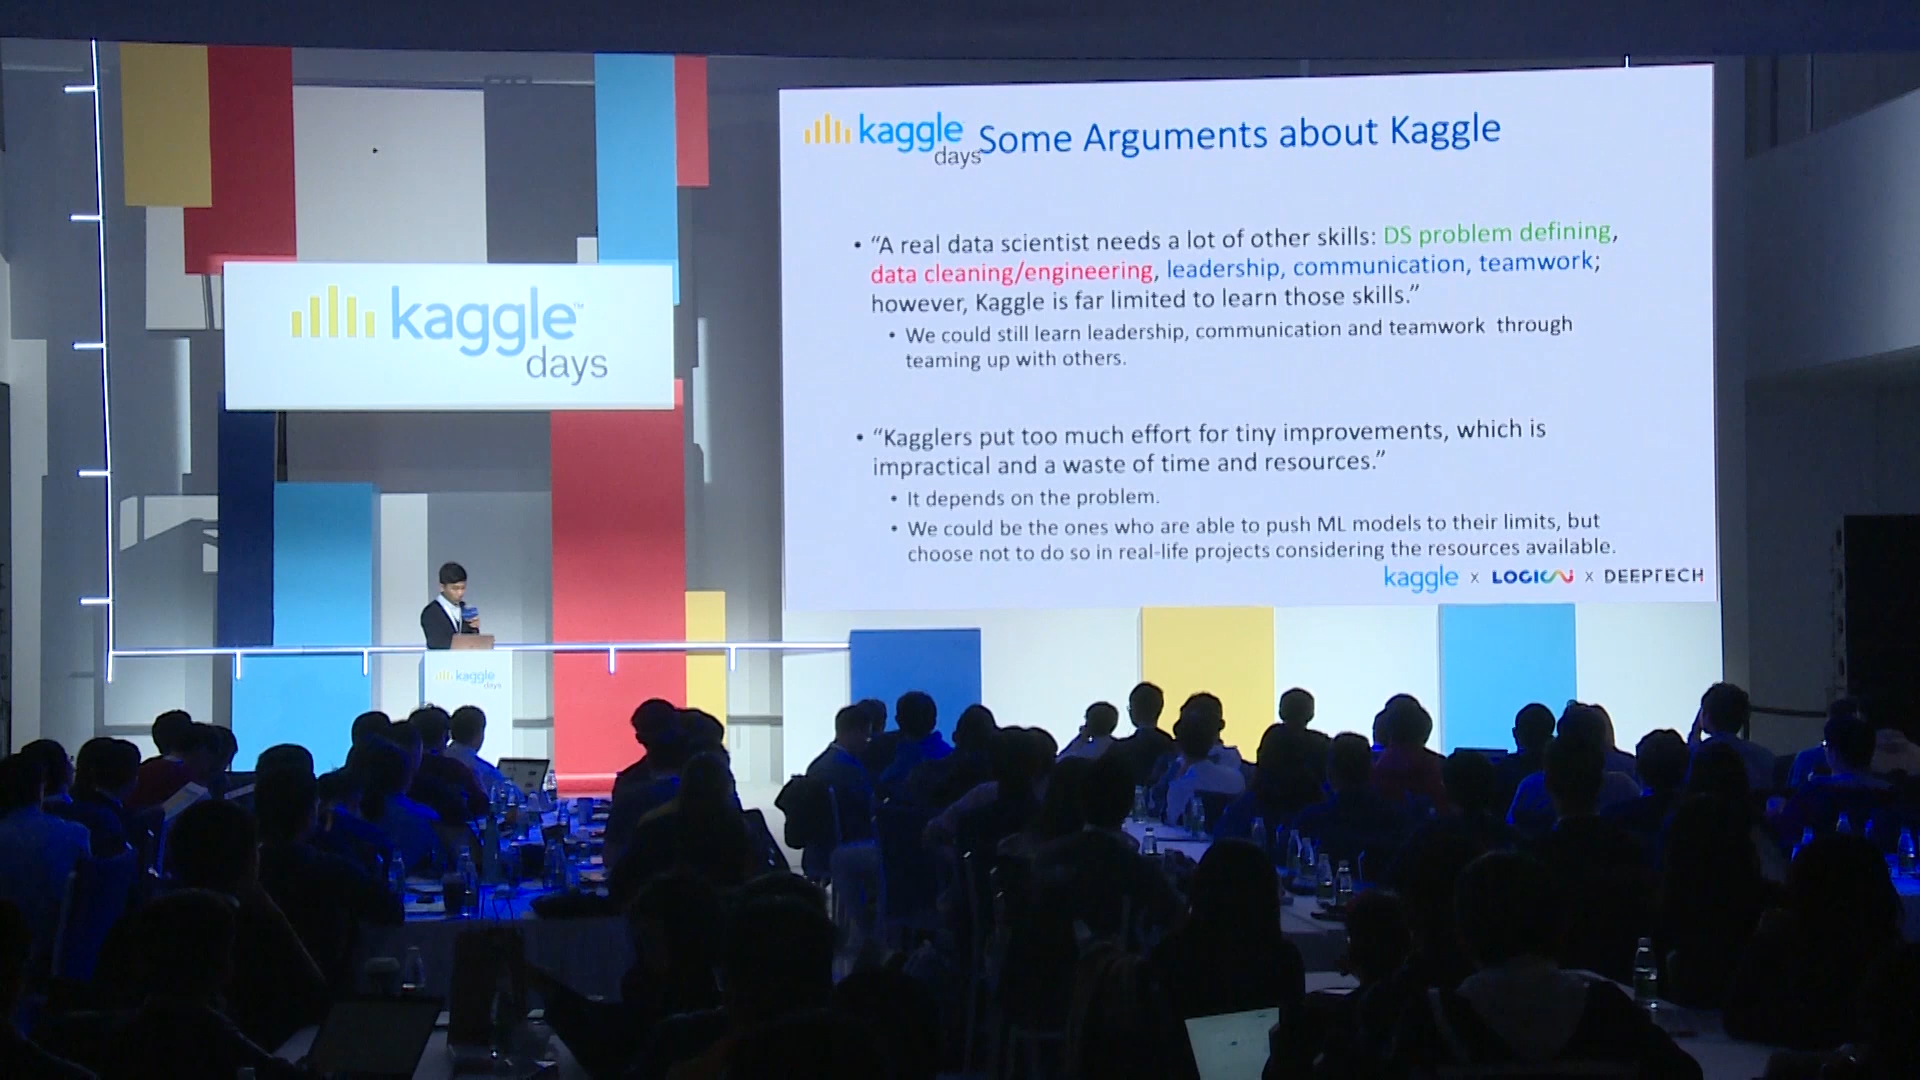 kaggle
days
kaggle
days
kaggle
days
Some Arguments about Kaggle
• “A real data scientist needs a lot of other skills: DS problem defining,
data cleaning/engineering, leadership, communication, teamwork;
however, Kaggle is far limited to learn those skills.”
• We could still learn leadership, communication and teamwork through
teaming up with others.
• “Kagglers put too much effort for tiny improvements, which is
impractical and a waste of time and resources.”
• It depends on the problem.
• We could be the ones who are able to push ML models to their limits, but
choose not to do so in real-life projects considering the resources available.
kaggle x LOGICN x DEEPTECH